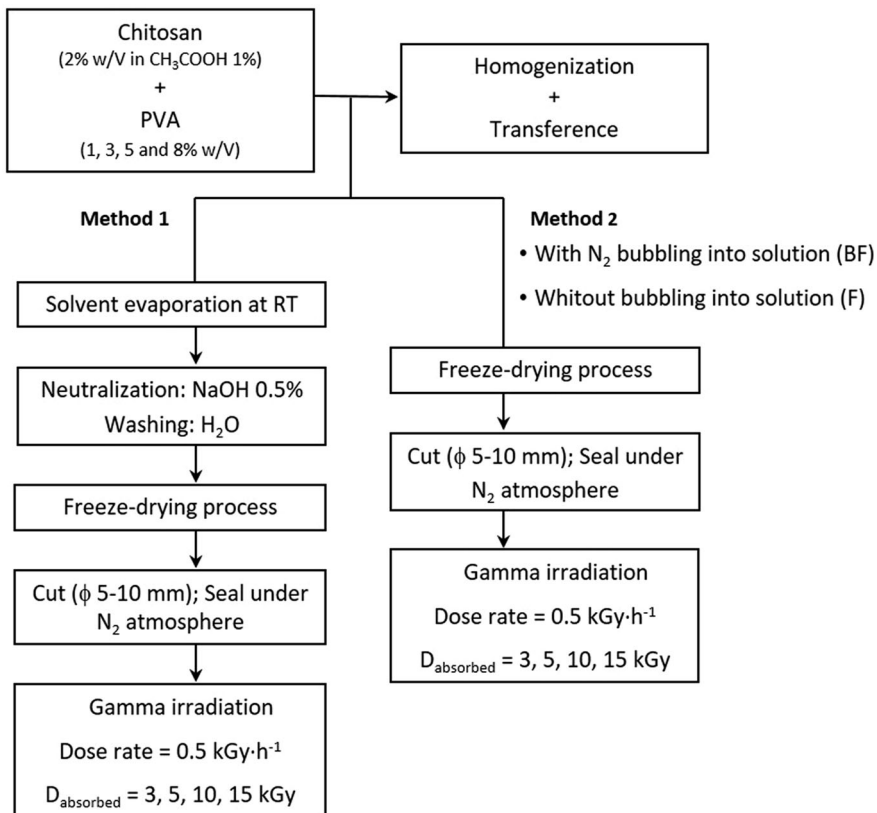 Chitosan
(2% w/V in CH₃COOH 1%)
+
PVA
(1, 3, 5 and 8% w/V)
Homogenization
+
Transference
Method 1
Solvent evaporation at RT
Neutralization: NaOH 0.5%
Washing: H₂O
Freeze-drying process
Cut (ϕ 5-10 mm); Seal under
N₂ atmosphere
Gamma irradiation
Dose rate = 0.5 kGy·h⁻¹
D_absorbed = 3, 5, 10, 15 kGy
Method 2
• With N₂ bubbling into solution (BF)
• Whitout bubbling into solution (F)
Freeze-drying process
Cut (ϕ 5-10 mm); Seal under
N₂ atmosphere
Gamma irradiation
Dose rate = 0.5 kGy·h⁻¹
D_absorbed = 3, 5, 10, 15 kGy